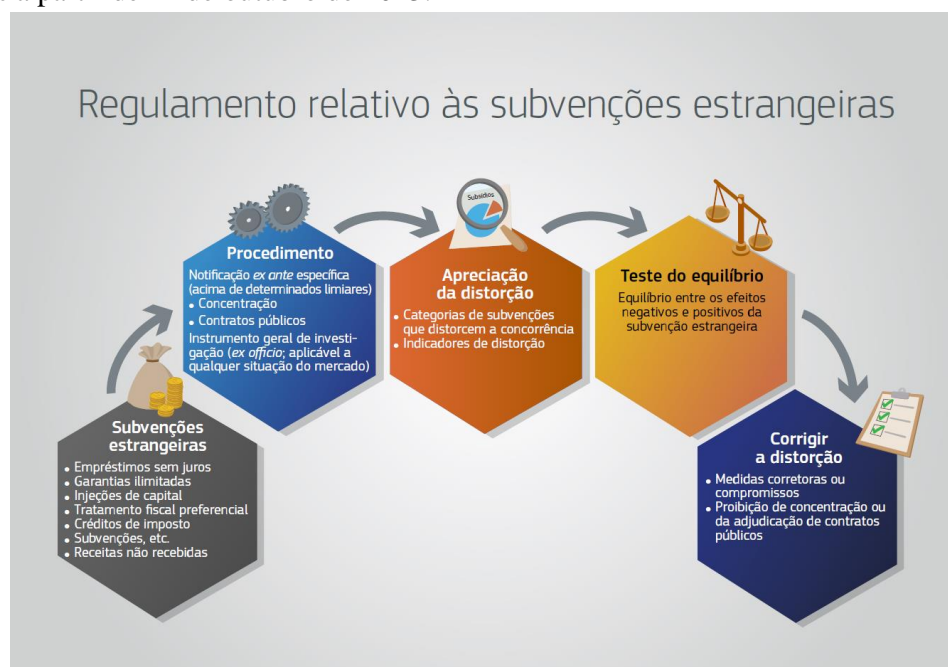 Regulamento relativo às subvenções estrangeiras
Subvenções
estrangeiras
• Empréstimos sem juros
• Garantias ilimitadas
• Injeções de capital
• Tratamento fiscal preferencial
• Créditos de imposto
• Subvenções, etc.
• Receitas não recebidas
Procedimento
Notificação ex ante específica
(acima de determinados limiares)
• Concentração
• Contratos públicos
Instrumento geral de investi-
gação (ex officio; aplicável a
qualquer situação do mercado)
Subsídios
Apreciação
da distorção
• Categorias de subvenções
que distorcem a concorrência
• Indicadores de distorção
Teste do equilíbrio
Equilíbrio entre os efeitos
negativos e positivos da
subvenção estrangeira
Corrigir
a distorção
• Medidas corretoras ou
compromissos
• Proibição de concentração ou
da adjudicação de contratos
públicos